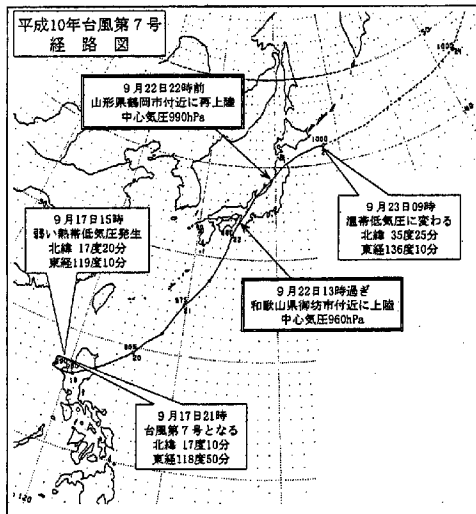 平成10年台風第7号
経路図
9月22日22時前
山形県鶴岡市付近に再上陸
中心気圧990hPa
9月17日15時
弱い熱帯低気圧発生
北緯 17度20分
東経119度10分
9月23日09時
温帯低気圧に変わる
北緯 35度25分
東経136度10分
9月22日13時過ぎ
和歌山県御坊市付近に上陸
中心気圧960hPa
9月17日21時
台風第7号となる
北緯 17度10分
東経118度50分
1000
1000
22
975
21
20
18
120